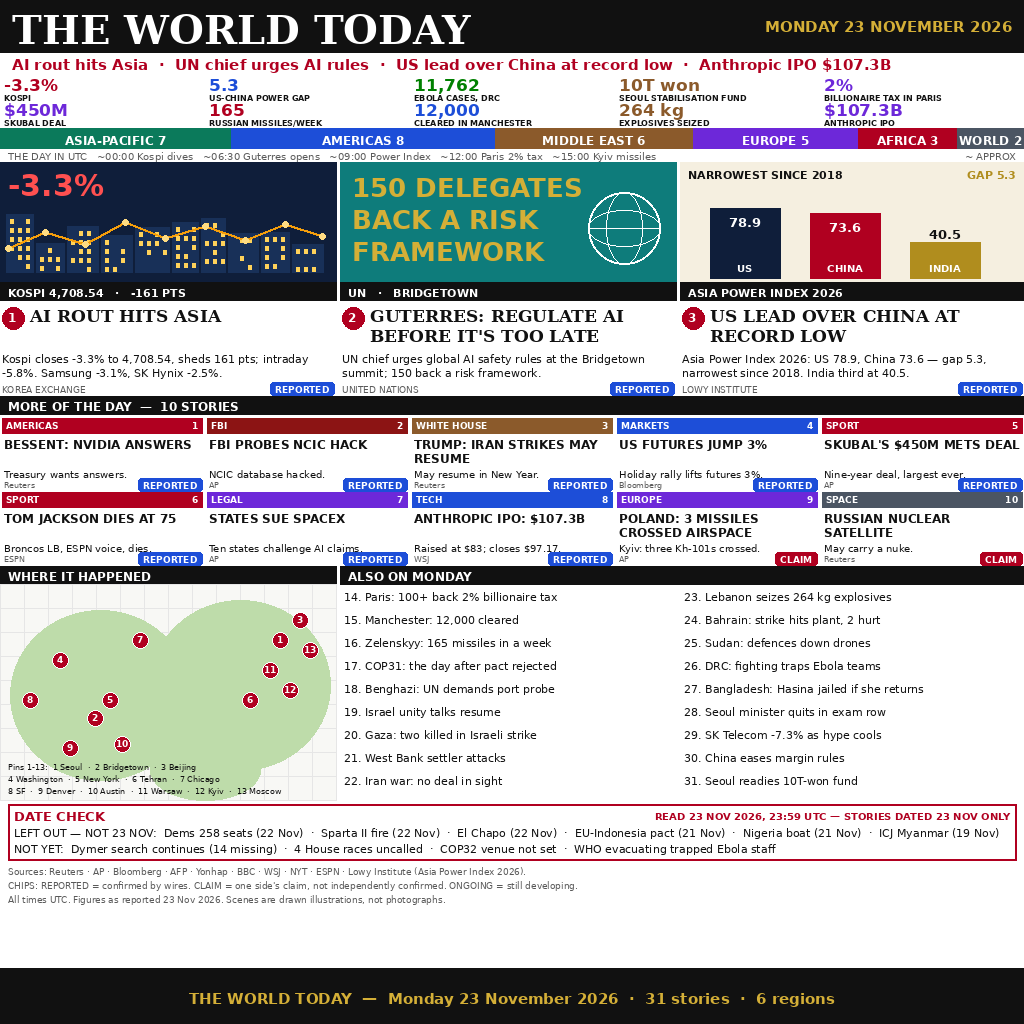 THE WORLD TODAY
MONDAY 23 NOVEMBER 2026
AI rout hits Asia · UN chief urges AI rules · US lead over China at record low · Anthropic IPO $107.3B
-3.3%
KOSPI
5.3
US-CHINA POWER GAP
11,762
EBOLA CASES, DRC
10T won
SEOUL STABILISATION FUND
2%
BILLIONAIRE TAX IN PARIS
$450M
SKUBAL DEAL
165
RUSSIAN MISSILES/WEEK
12,000
CLEARED IN MANCHESTER
264 kg
EXPLOSIVES SEIZED
$107.3B
ANTHROPIC IPO
ASIA-PACIFIC 7
AMERICAS 8
MIDDLE EAST 6
EUROPE 5
AFRICA 3
WORLD 2
THE DAY IN UTC ~00:00 Kospi dives ~06:30 Guterres opens ~09:00 Power Index ~12:00 Paris 2% tax ~15:00 Kyiv missiles
~ APPROX
-3.3%
KOSPI 4,708.54 · -161 PTS
150 DELEGATES
BACK A RISK
FRAMEWORK
UN · BRIDGETOWN
NARROWEST SINCE 2018
GAP 5.3
78.9
US
73.6
CHINA
40.5
INDIA
ASIA POWER INDEX 2026
1 AI ROUT HITS ASIA
Kospi closes -3.3% to 4,708.54, sheds 161 pts; intraday
-5.8%. Samsung -3.1%, SK Hynix -2.5%.
KOREA EXCHANGE
REPORTED
2 GUTERRES: REGULATE AI
BEFORE IT'S TOO LATE
UN chief urges global AI safety rules at the Bridgetown
summit; 150 back a risk framework.
UNITED NATIONS
REPORTED
3 US LEAD OVER CHINA AT
RECORD LOW
Asia Power Index 2026: US 78.9, China 73.6 — gap 5.3,
narrowest since 2018. India third at 40.5.
LOWY INSTITUTE
REPORTED
MORE OF THE DAY — 10 STORIES
AMERICAS 1
BESSENT: NVIDIA ANSWERS
Treasury wants answers.
Reuters
REPORTED
FBI 2
FBI PROBES NCIC HACK
NCIC database hacked.
AP
REPORTED
WHITE HOUSE 3
TRUMP: IRAN STRIKES MAY
RESUME
May resume in New Year.
Reuters
REPORTED
MARKETS 4
US FUTURES JUMP 3%
Holiday rally lifts futures 3%.
Bloomberg
REPORTED
SPORT 5
SKUBAL'S $450M METS DEAL
Nine-year deal, largest ever.
AP
REPORTED
SPORT 6
TOM JACKSON DIES AT 75
Broncos LB, ESPN voice, dies.
ESPN
REPORTED
LEGAL 7
STATES SUE SPACEX
Ten states challenge AI claims.
AP
REPORTED
TECH 8
ANTHROPIC IPO: $107.3B
Raised at $83; closes $97.17.
WSJ
REPORTED
EUROPE 9
POLAND: 3 MISSILES
CROSSED AIRSPACE
Kyiv: three Kh-101s crossed.
AP
CLAIM
SPACE 10
RUSSIAN NUCLEAR
SATELLITE
May carry a nuke.
Reuters
CLAIM
WHERE IT HAPPENED
3
1
7
13
4
11
12
8
5
6
2
9
10
Pins 1-13: 1 Seoul · 2 Bridgetown · 3 Beijing
4 Washington · 5 New York · 6 Tehran · 7 Chicago
8 SF · 9 Denver · 10 Austin · 11 Warsaw · 12 Kyiv · 13 Moscow
ALSO ON MONDAY
14. Paris: 100+ back 2% billionaire tax
15. Manchester: 12,000 cleared
16. Zelenskyy: 165 missiles in a week
17. COP31: the day after pact rejected
18. Benghazi: UN demands port probe
19. Israel unity talks resume
20. Gaza: two killed in Israeli strike
21. West Bank settler attacks
22. Iran war: no deal in sight
23. Lebanon seizes 264 kg explosives
24. Bahrain: strike hits plant, 2 hurt
25. Sudan: defences down drones
26. DRC: fighting traps Ebola teams
27. Bangladesh: Hasina jailed if she returns
28. Seoul minister quits in exam row
29. SK Telecom -7.3% as hype cools
30. China eases margin rules
31. Seoul readies 10T-won fund
DATE CHECK
READ 23 NOV 2026, 23:59 UTC — STORIES DATED 23 NOV ONLY
LEFT OUT — NOT 23 NOV: Dems 258 seats (22 Nov) · Sparta II fire (22 Nov) · El Chapo (22 Nov) · EU-Indonesia pact (21 Nov) · Nigeria boat (21 Nov) · ICJ Myanmar (19 Nov)
NOT YET: Dymer search continues (14 missing) · 4 House races uncalled · COP32 venue not set · WHO evacuating trapped Ebola staff
Sources: Reuters · AP · Bloomberg · AFP · Yonhap · BBC · WSJ · NYT · ESPN · Lowy Institute (Asia Power Index 2026).
CHIPS: REPORTED = confirmed by wires. CLAIM = one side's claim, not independently confirmed. ONGOING = still developing.
All times UTC. Figures as reported 23 Nov 2026. Scenes are drawn illustrations, not photographs.
THE WORLD TODAY — Monday 23 November 2026 · 31 stories · 6 regions